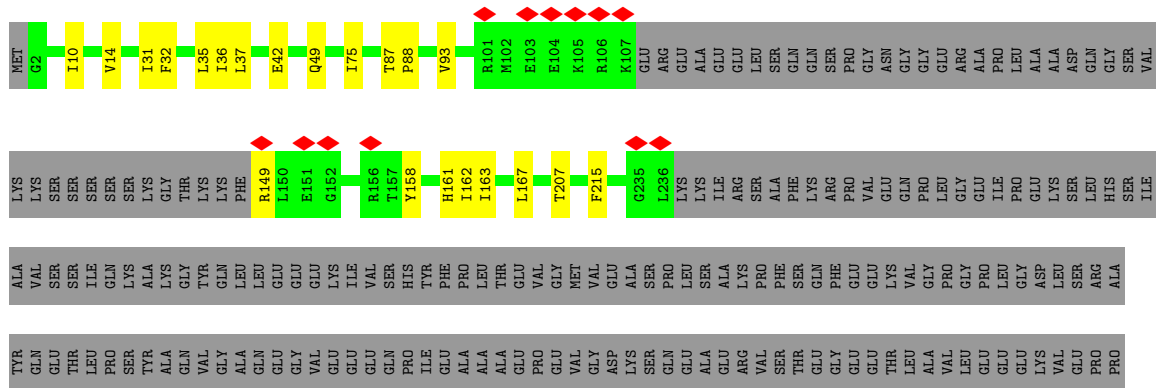 MET G2 I10 V14 I31 F32 L35 I36 L37 E42 Q49 I75 T87 P88 V93 R101 M102 E103 E104 K105 R106 K107 GLU ARG GLU ALA GLU GLU LEU SER GLN GLN SER PRO GLY ASN GLY GLY GLU ARG ALA PRO LEU ALA ALA ASP GLN GLY SER VAL
LYS LYS SER SER SER SER SER LYS GLY THR LYS LYS PHE R149 L150 E151 G152 R156 T157 Y158 H161 I162 I163 L167 T207 F215 G235 L236 LYS LYS ILE ARG SER ALA PHE LYS ARG PRO VAL GLU GLN PRO LEU GLY GLU ILE PRO GLU LYS SER LEU HIS SER ILE
ALA VAL SER SER ILE GLN LYS ALA LYS GLY TYR GLN LEU LEU GLU GLU GLU LYS ILE VAL SER HIS TYR PHE PRO LEU THR GLU VAL GLY MET VAL GLU ALA SER PRO LEU SER ALA LYS PRO PHE SER GLN PHE GLU GLU LYS VAL GLY PRO GLY PRO LEU GLY ASP LEU SER ARG ALA
TYR GLN GLU THR LEU PRO SER TYR ALA GLN VAL GLY ALA GLN GLU GLY VAL GLU GLU GLU GLN PRO ILE GLU ALA ALA ALA GLU PRO GLU VAL GLY ASP LYS SER GLN GLU ALA GLU ARG VAL SER THR GLU GLY GLU GLU THR LEU ALA VAL LEU GLU GLU GLU LYS VAL GLU PRO PRO